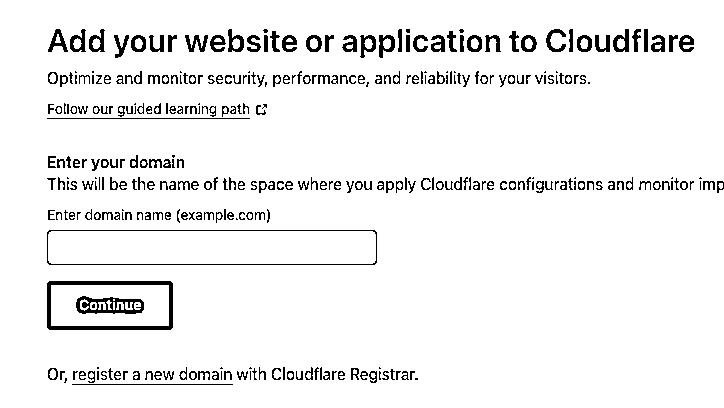 Add your website or application to Cloudflare
Optimize and monitor security, performance, and reliability for your visitors.
Follow our guided learning path
Enter your domain
This will be the name of the space where you apply Cloudflare configurations and monitor imp
Enter domain name (example.com)
Continue
Or, register a new domain with Cloudflare Registrar.